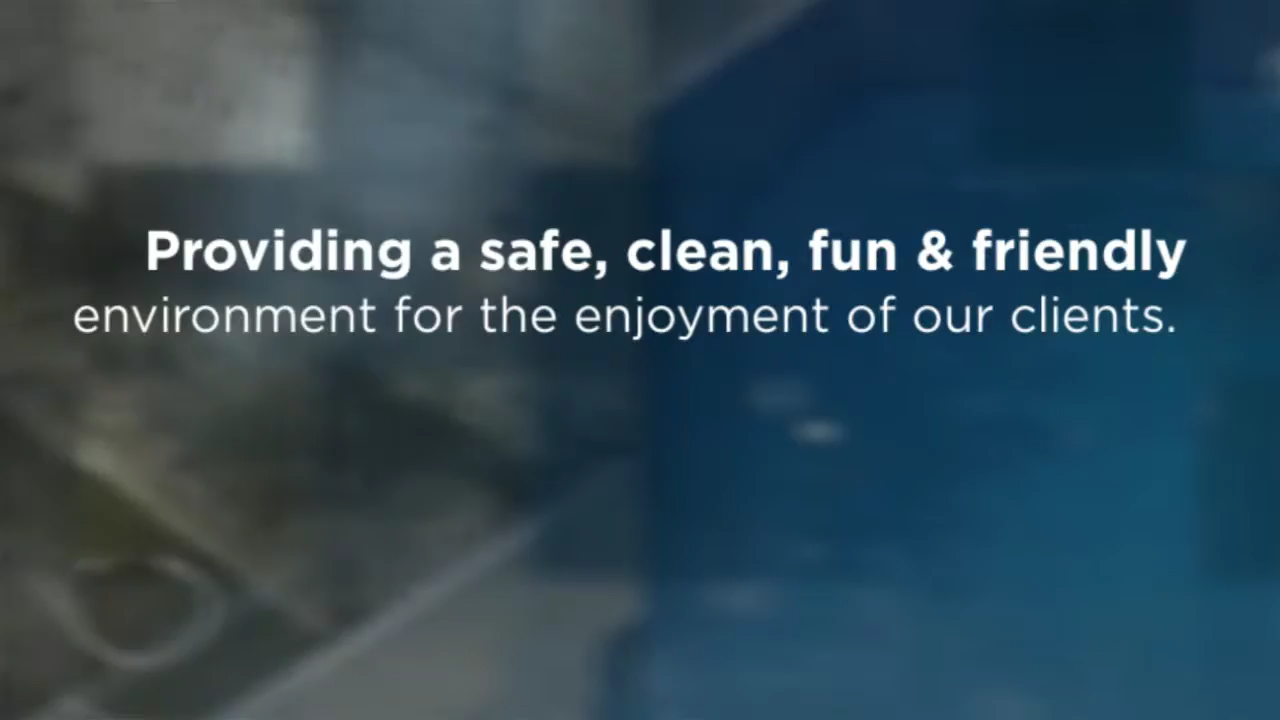 Providing a safe, clean, fun & friendly
environment for the enjoyment of our clients.